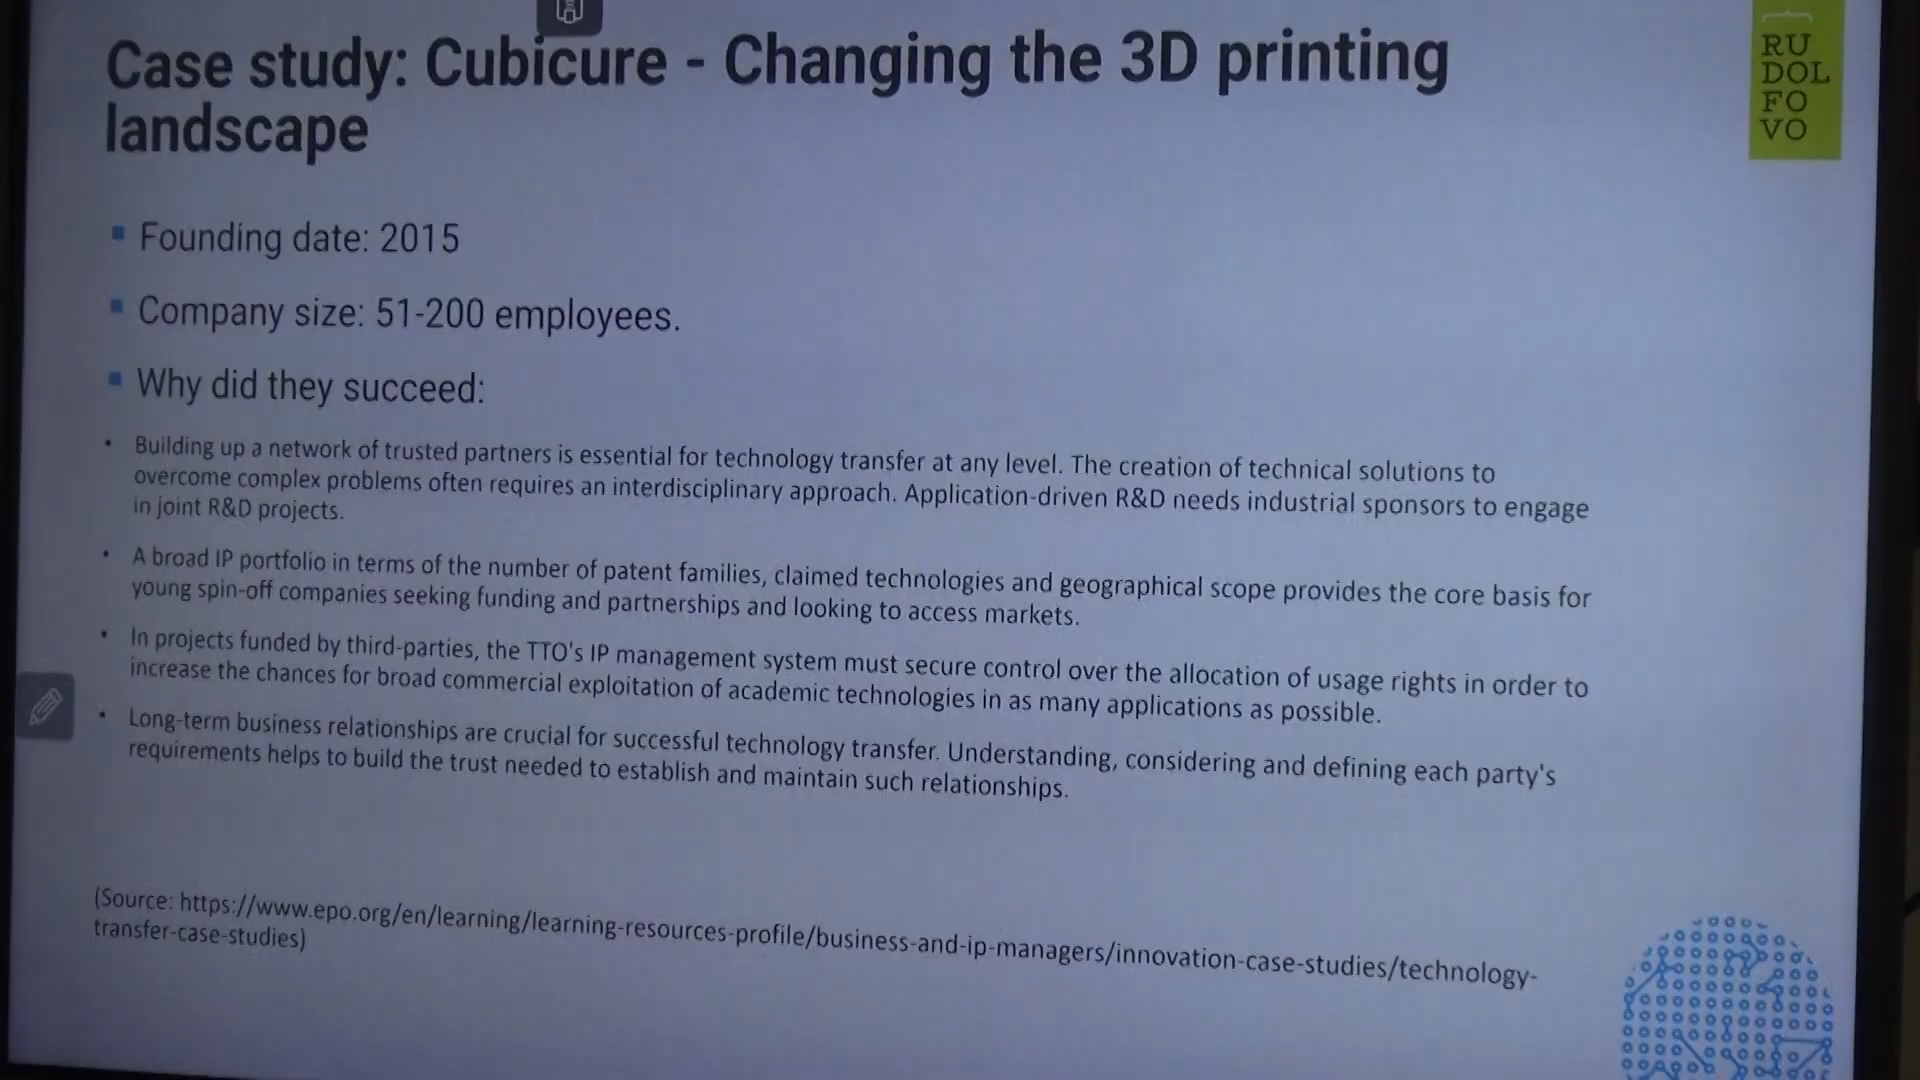 Case study: Cubicure - Changing the 3D printing
landscape
RU
DOL
FO
VO
Founding date: 2015
Company size: 51-200 employees.
Why did they succeed:
Building up a network of trusted partners is essential for technology transfer at any level. The creation of technical solutions to
overcome complex problems often requires an interdisciplinary approach. Application-driven R&D needs industrial sponsors to engage
in joint R&D projects.
A broad IP portfolio in terms of the number of patent families, claimed technologies and geographical scope provides the core basis for
young spin-off companies seeking funding and partnerships and looking to access markets.
In projects funded by third-parties, the TTO's IP management system must secure control over the allocation of usage rights in order to
increase the chances for broad commercial exploitation of academic technologies in as many applications as possible.
Long-term business relationships are crucial for successful technology transfer. Understanding, considering and defining each party's
requirements helps to build the trust needed to establish and maintain such relationships.
(Source: https://www.epo.org/en/learning/learning-resources-profile/business-and-ip-managers/innovation-case-studies/technology-
transfer-case-studies)